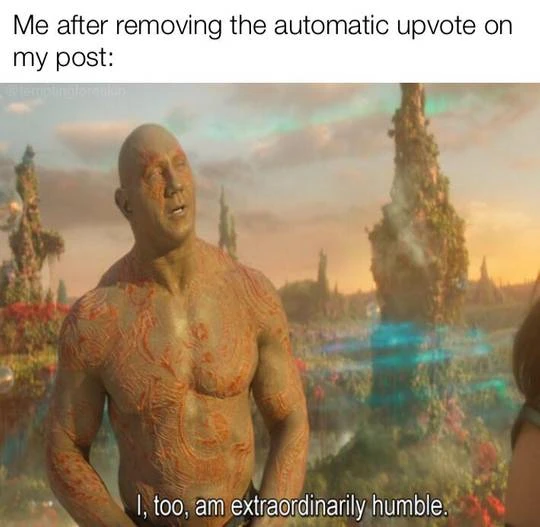 Me after removing the automatic upvote on
my post:
I, too, am extraordinarily humble.